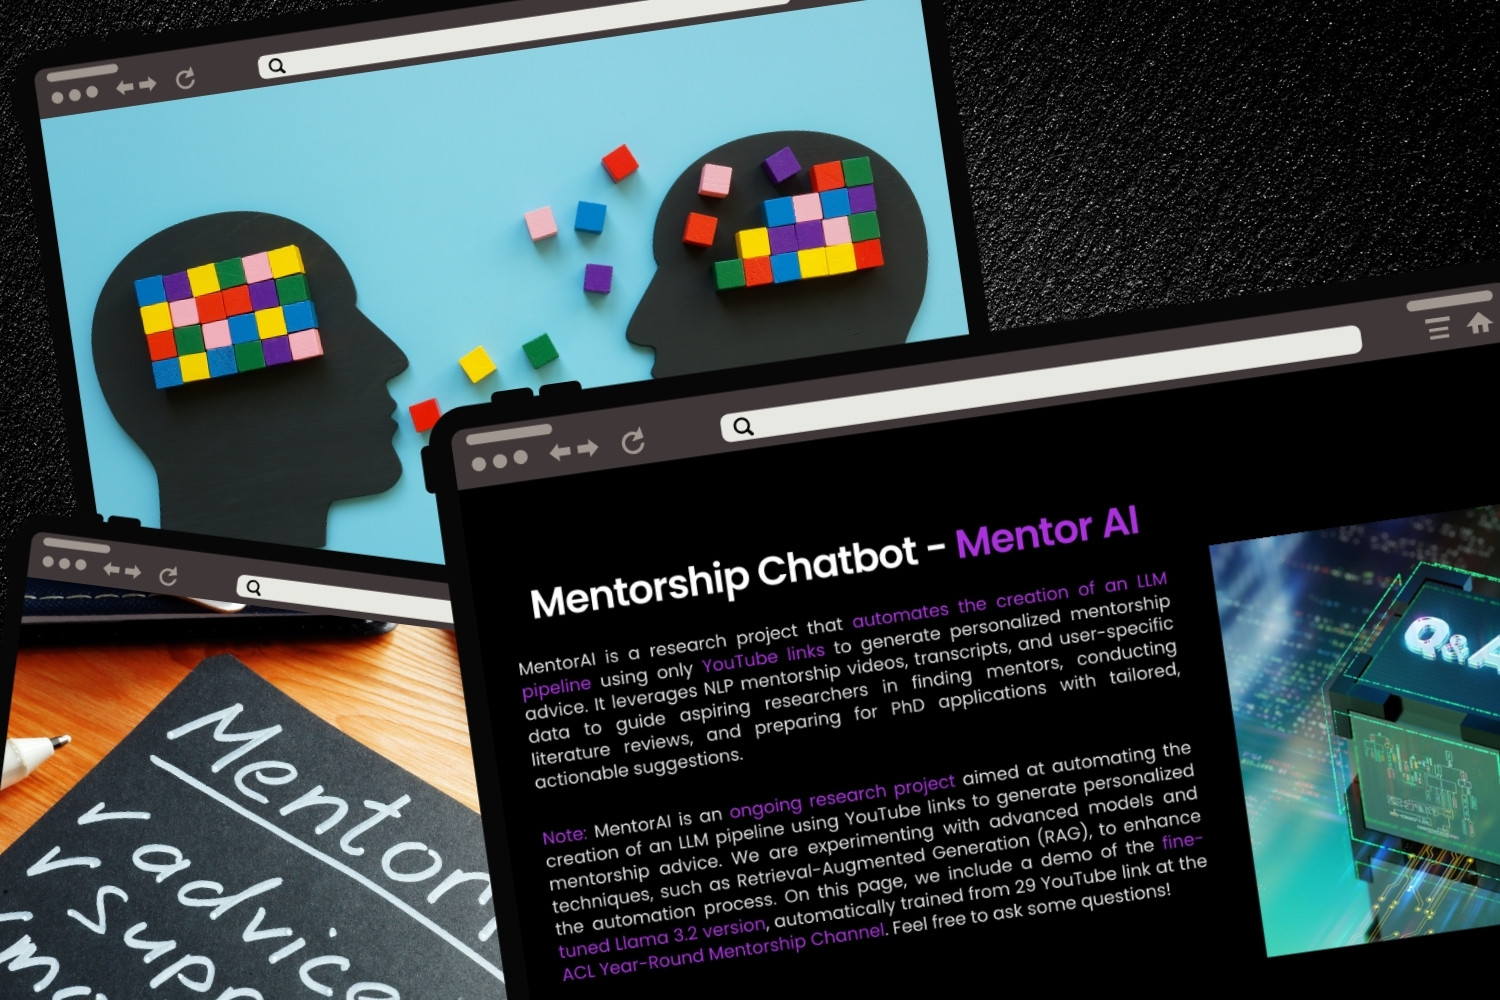 Mentorship Chatbot - Mentor AI
MentorAI is a research project that automates the creation of an LLM
pipeline using only YouTube links to generate personalized mentorship
advice. It leverages NLP mentorship videos, transcripts, and user-specific
data to guide aspiring researchers in finding mentors, conducting
literature reviews, and preparing for PhD applications with tailored,
actionable suggestions.
Note: MentorAI is an ongoing research project aimed at automating the
creation of an LLM pipeline using YouTube links to generate personalized
mentorship advice. We are experimenting with advanced models and
techniques, such as Retrieval-Augmented Generation (RAG), to enhance
the automation process. On this page, we include a demo of the fine-
tuned Llama 3.2 version, automatically trained from 29 YouTube link at the
ACL Year-Round Mentorship Channel. Feel free to ask some questions!
Q&A
Mentor
advice